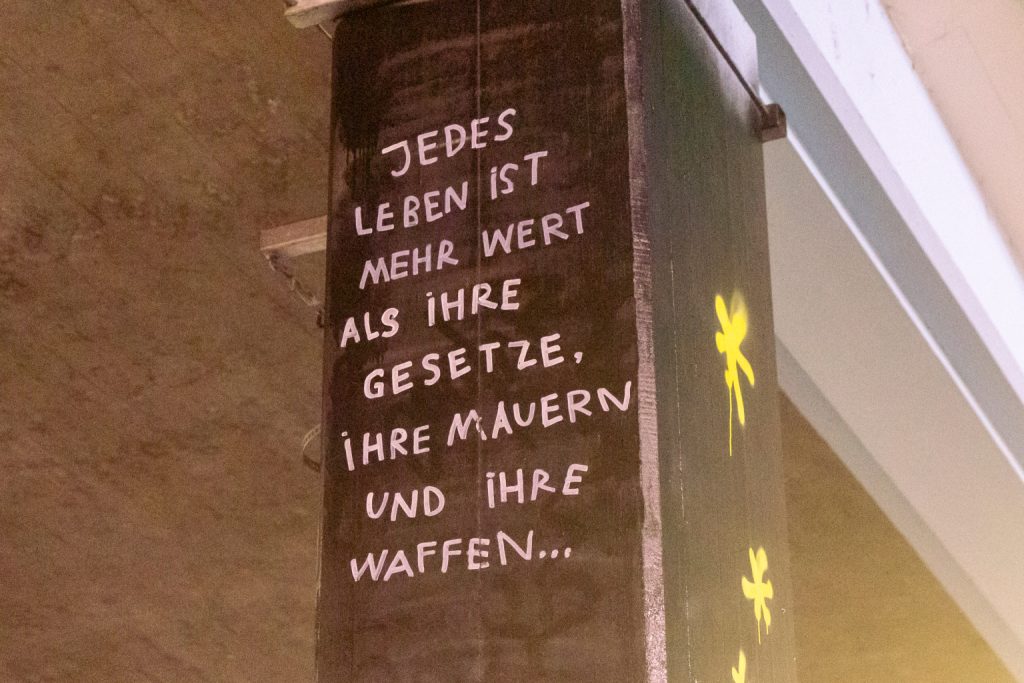 JEDES
LEBEN iST
MEHR WERT
ALS iHRE
GESETZE,
iHRE MAUERN
UND iHRE
WAFFEN...